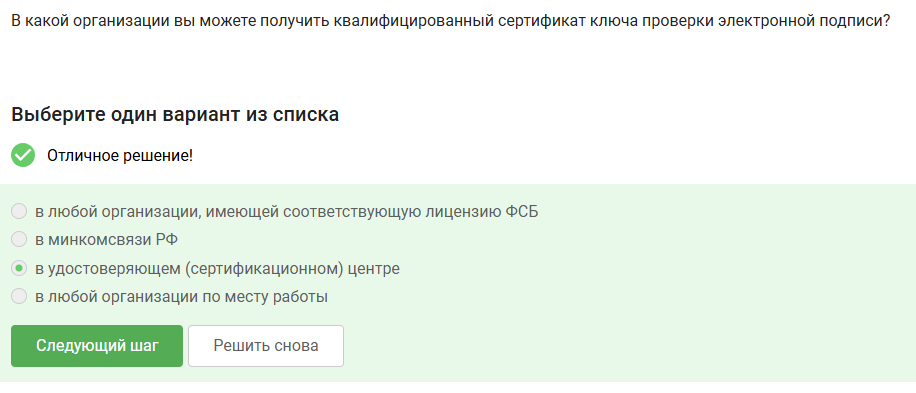 В какой организации вы можете получить квалифицированный сертификат ключа проверки электронной подписи?
Выберите один вариант из списка
Отличное решение!
в любой организации, имеющей соответствующую лицензию ФСБ
в минкомсвязи РФ
в удостоверяющем (сертификационном) центре
в любой организации по месту работы
Следующий шаг
Решить снова